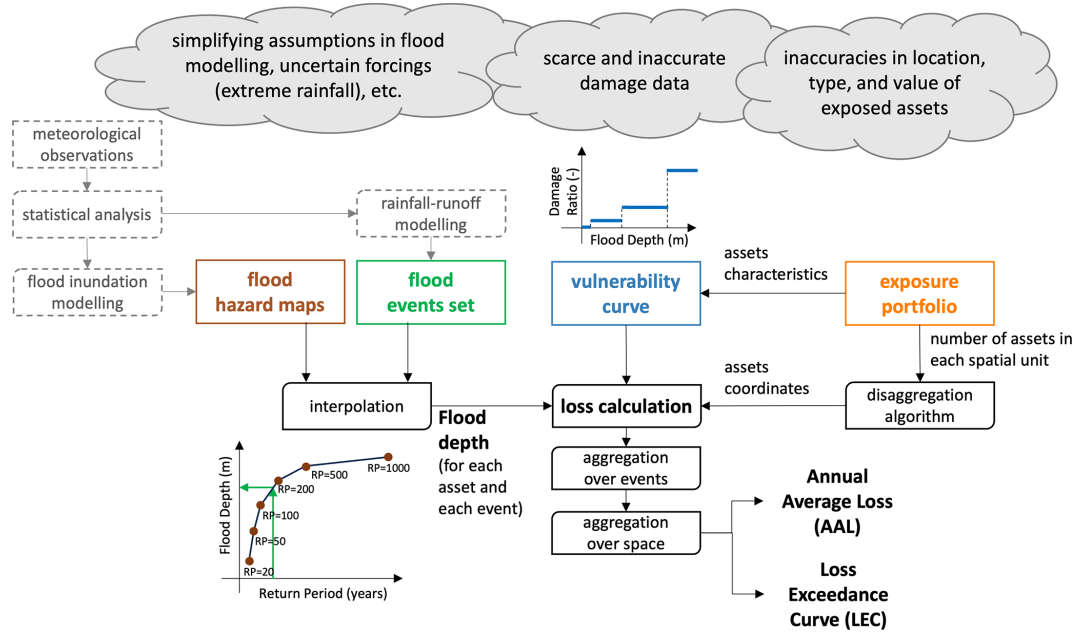 simplifying assumptions in flood
modelling, uncertain forcings
(extreme rainfall), etc.
scarce and inaccurate
damage data
inaccuracies in location,
type, and value of
exposed assets
meteorological
observations
statistical analysis
flood inundation
modelling
rainfall-runoff
modelling
Damage
Ratio (-)
Flood Depth (m)
flood
hazard maps
flood
events set
vulnerability
curve
assets
characteristics
exposure
portfolio
number of assets in
each spatial unit
interpolation
Flood
depth
(for each
asset and
each event)
loss calculation
assets
coordinates
disaggregation
algorithm
aggregation
over events
aggregation
over space
Annual
Average Loss
(AAL)
Loss
Exceedance
Curve (LEC)
Flood Depth (m)
RP=1000
RP=500
RP=200
RP=100
RP=50
RP=20
Return Period (years)